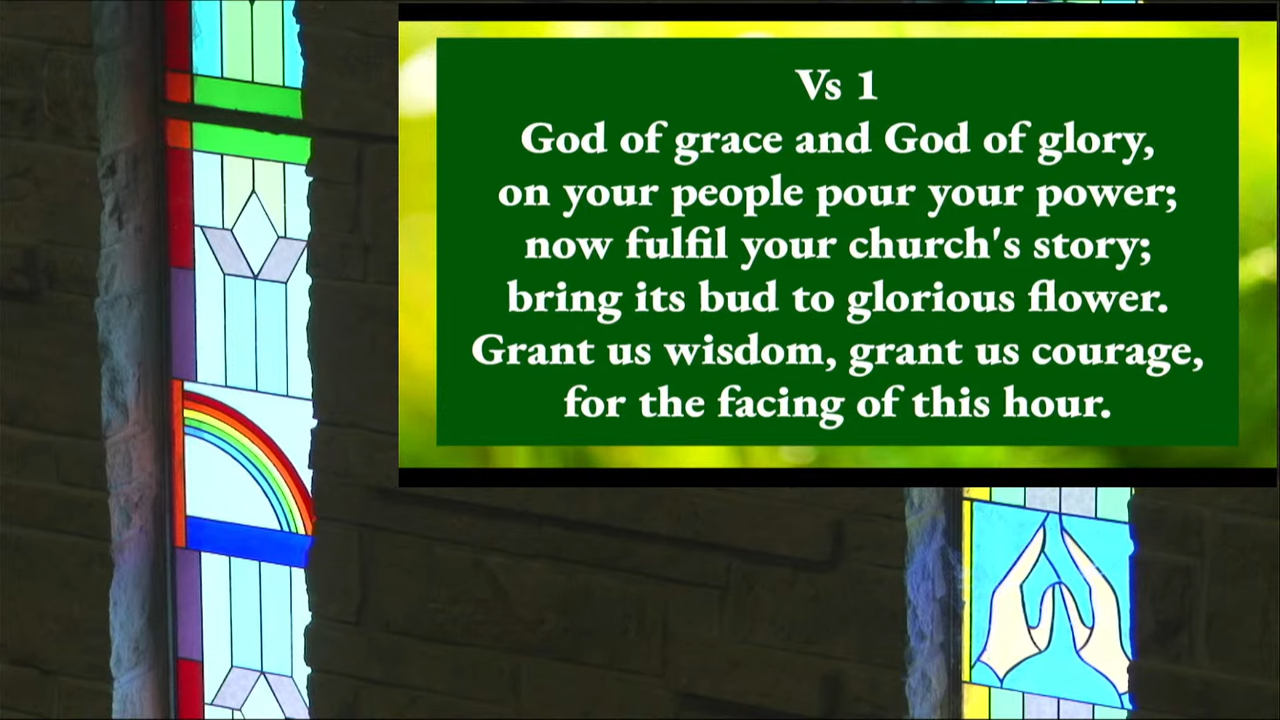 Vs 1
God of grace and God of glory,
on your people pour your power;
now fulfil your church's story;
bring its bud to glorious flower.
Grant us wisdom, grant us courage,
for the facing of this hour.